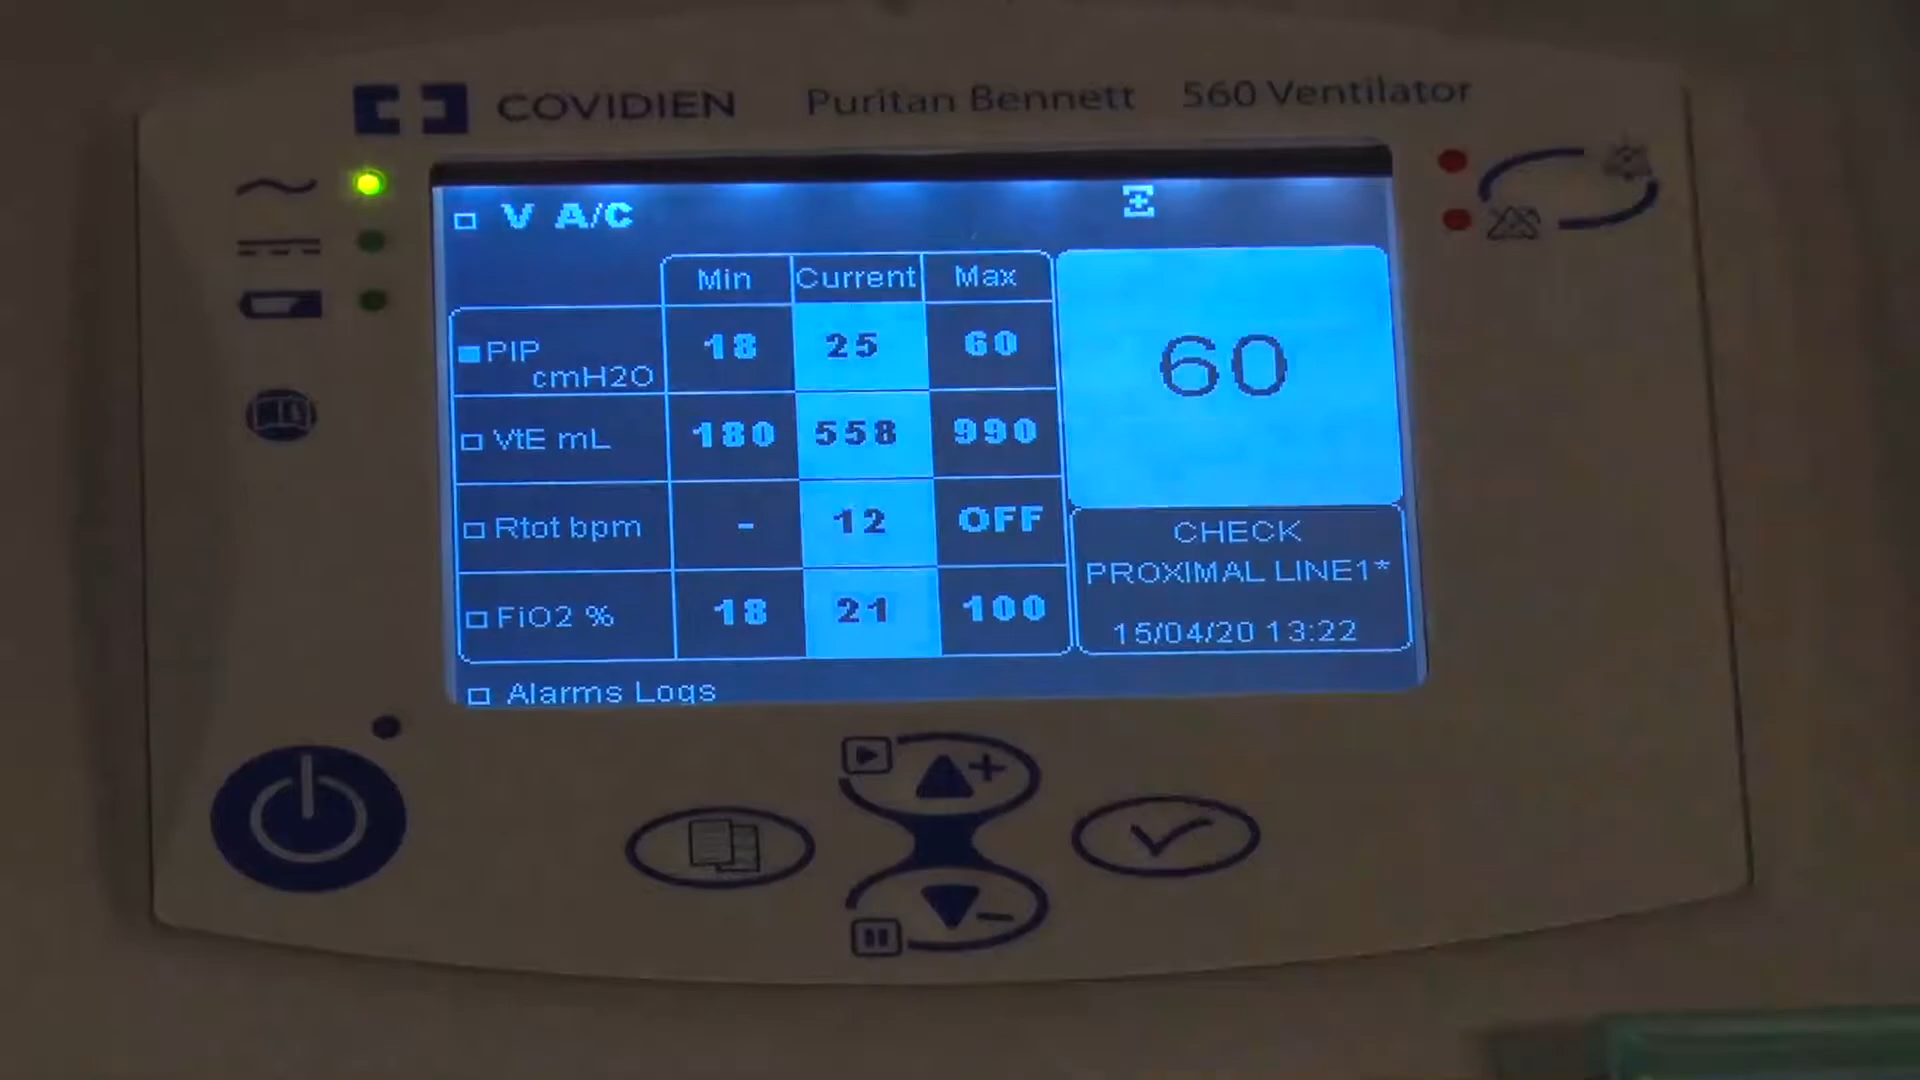 COVIDIEN Puritan Bennett 560 Ventilator
V A/C
Min Current Max
PIP 18 25 60
cmH2O
VtE mL 180 558 990
Rtot bpm - 12 OFF
FiO2 % 18 21 100
60
CHECK
PROXIMAL LINE1*
15/04/20 13:22
Alarms Logs